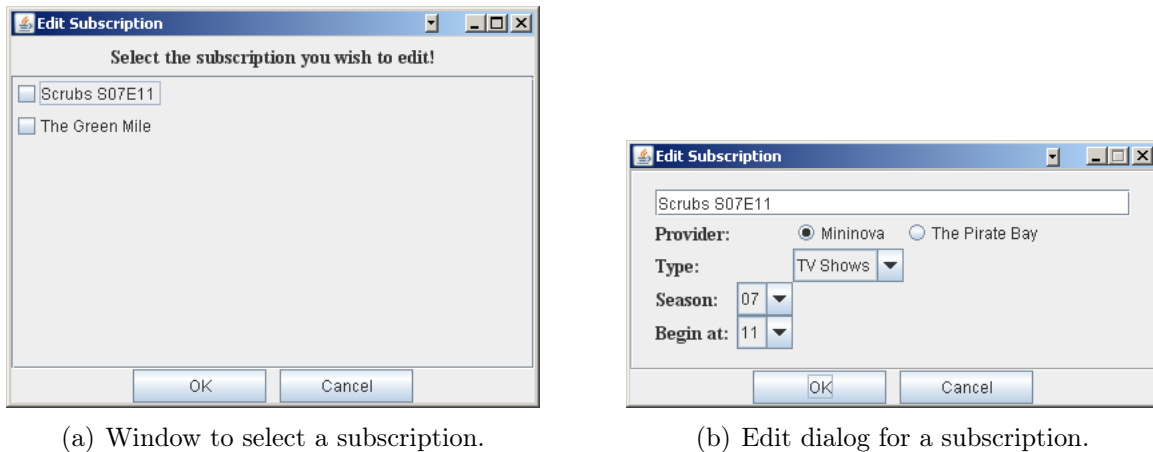 Edit Subscription
Select the subscription you wish to edit!
Scrubs S07E11
The Green Mile
OK Cancel
(a) Window to select a subscription.
Edit Subscription
Scrubs S07E11
Provider: Mininova The Pirate Bay
Type: TV Shows
Season: 07
Begin at: 11
OK Cancel
(b) Edit dialog for a subscription.